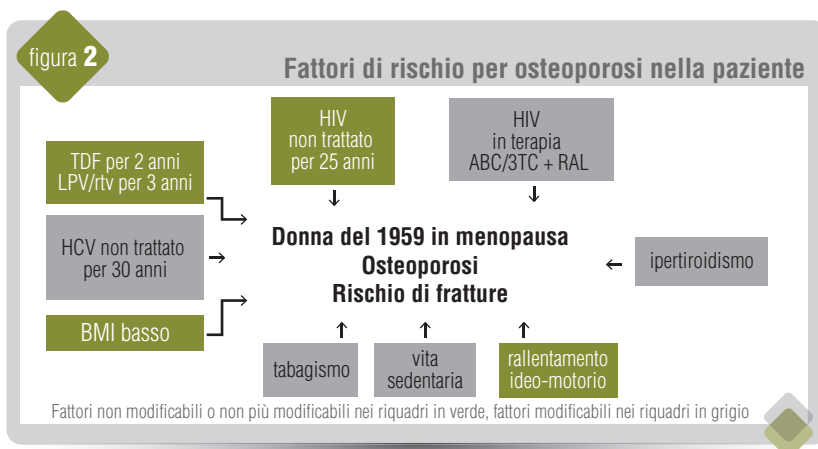 figura 2
Fattori di rischio per osteoporosi nella paziente
HIV
non trattato
per 25 anni
HIV
in terapia
ABC/3TC + RAL
TDF per 2 anni
LPV/rtv per 3 anni
HCV non trattato
per 30 anni
BMI basso
Donna del 1959 in menopausa
Osteoporosi
Rischio di fratture
ipertiroidismo
tabagismo
vita
sedentaria
rallentamento
ideo-motorio
Fattori non modificabili o non più modificabili nei riquadri in verde, fattori modificabili nei riquadri in grigio